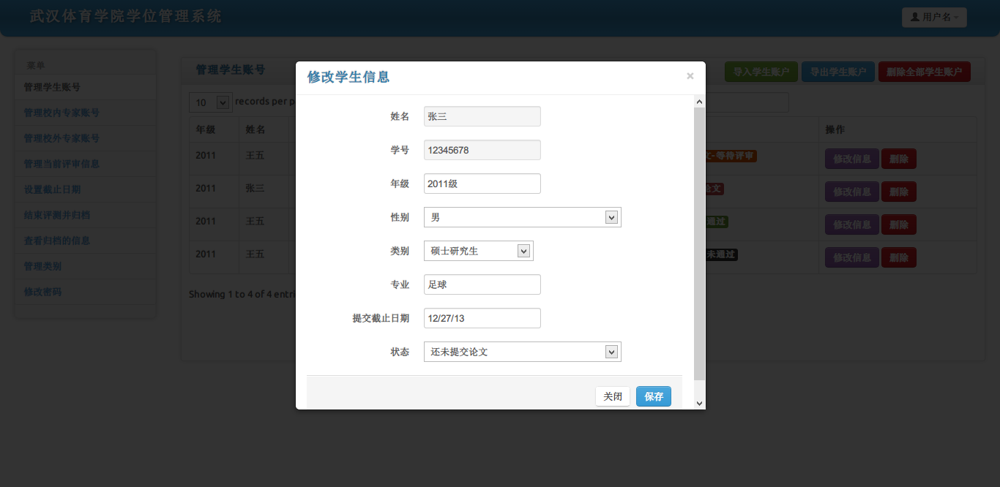 武汉体育学院学位管理系统
用户名
菜单
管理学生账号
管理校内专家账号
管理校外专家账号
管理当前评审信息
设置截止日期
结束评测并归档
查看归档的信息
管理类别
修改密码
管理学生账号
导入学生账户 导出学生账户 删除全部学生账户
10 records per p
年级 姓名 操作
2011 王五 文-等待评审 修改信息 删除
2011 张三 论文 修改信息 删除
2011 王五 通过 修改信息 删除
2011 王五 未通过 修改信息 删除
Showing 1 to 4 of 4 entri
修改学生信息 ×
姓名 张三
学号 12345678
年级 2011级
性别 男
类别 硕士研究生
专业 足球
提交截止日期 12/27/13
状态 还未提交论文
关闭 保存